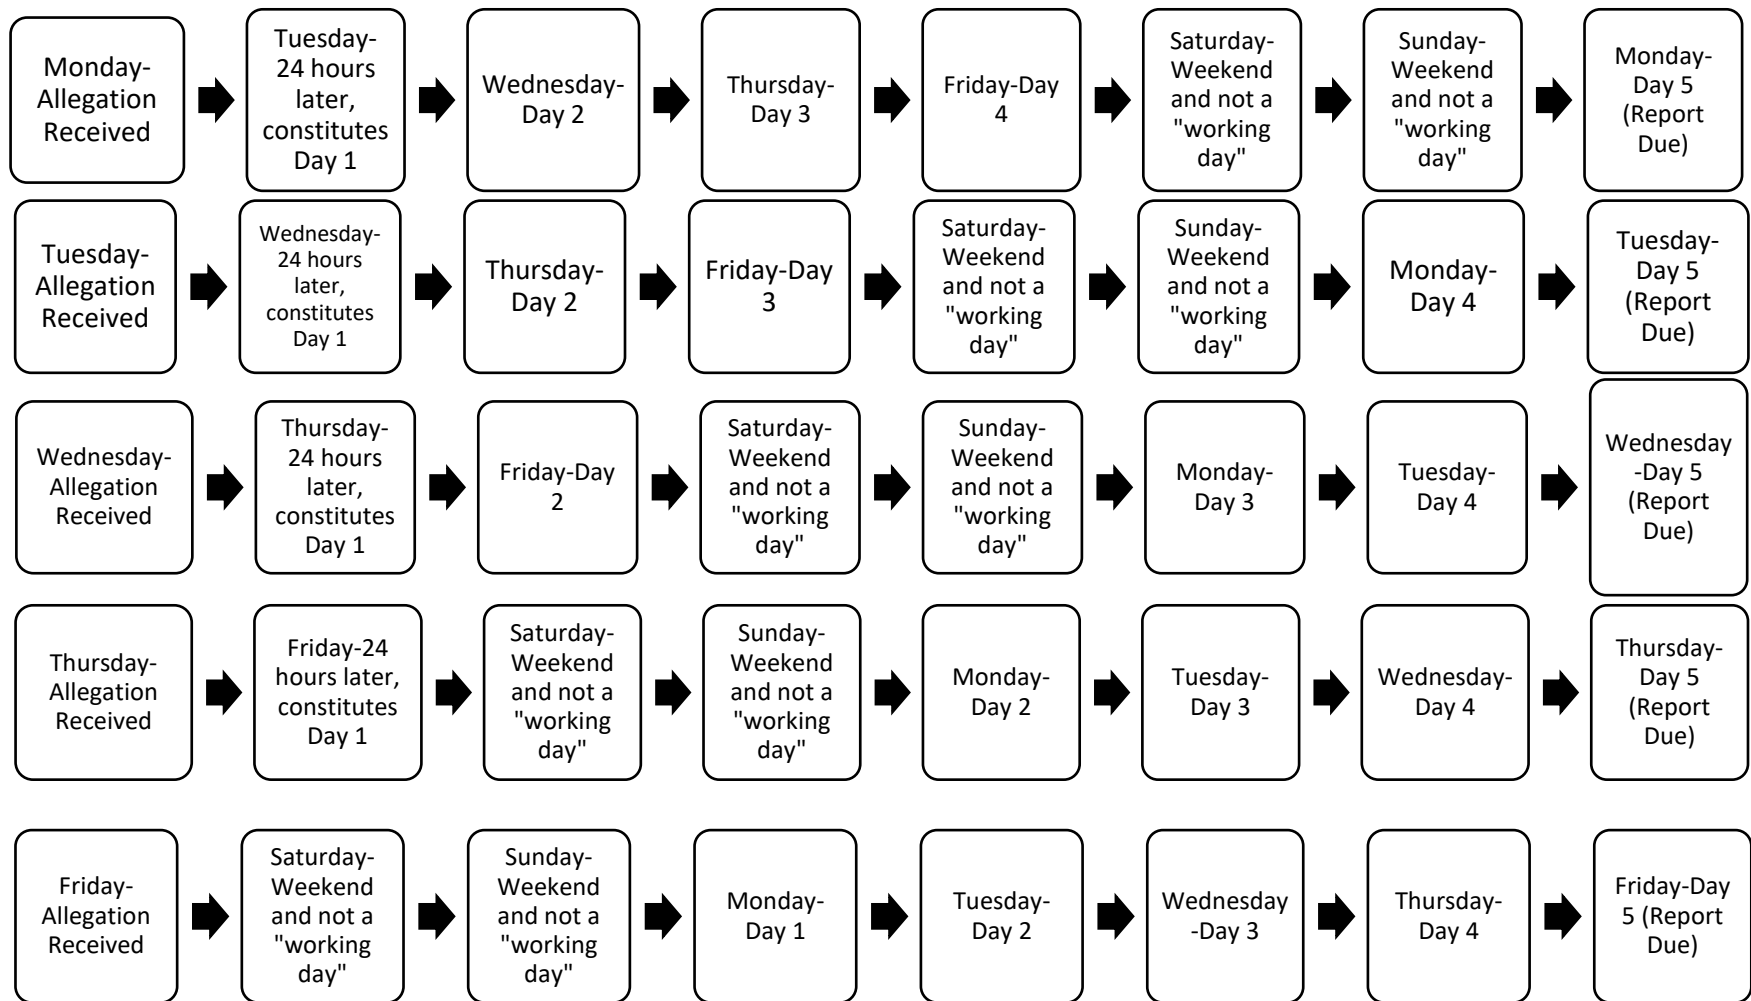 Monday-
Allegation
Received
Tuesday-
24 hours
later,
constitutes
Day 1
Wednesday-
Day 2
Thursday-
Day 3
Friday-Day
4
Saturday-
Weekend
and not a
"working
day"
Sunday-
Weekend
and not a
"working
day"
Monday-
Day 5
(Report
Due)
Tuesday-
Allegation
Received
Wednesday-
24 hours
later,
constitutes
Day 1
Thursday-
Day 2
Friday-Day
3
Saturday-
Weekend
and not a
"working
day"
Sunday-
Weekend
and not a
"working
day"
Monday-
Day 4
Tuesday-
Day 5
(Report
Due)
Wednesday-
Allegation
Received
Thursday-
24 hours
later,
constitutes
Day 1
Friday-Day
2
Saturday-
Weekend
and not a
"working
day"
Sunday-
Weekend
and not a
"working
day"
Monday-
Day 3
Tuesday-
Day 4
Wednesday
-Day 5
(Report
Due)
Thursday-
Allegation
Received
Friday-24
hours later,
constitutes
Day 1
Saturday-
Weekend
and not a
"working
day"
Sunday-
Weekend
and not a
"working
day"
Monday-
Day 2
Tuesday-
Day 3
Wednesday-
Day 4
Thursday-
Day 5
(Report
Due)
Friday-
Allegation
Received
Saturday-
Weekend
and not a
"working
day"
Sunday-
Weekend
and not a
"working
day"
Monday-
Day 1
Tuesday-
Day 2
Wednesday
-Day 3
Thursday-
Day 4
Friday-Day
5 (Report
Due)